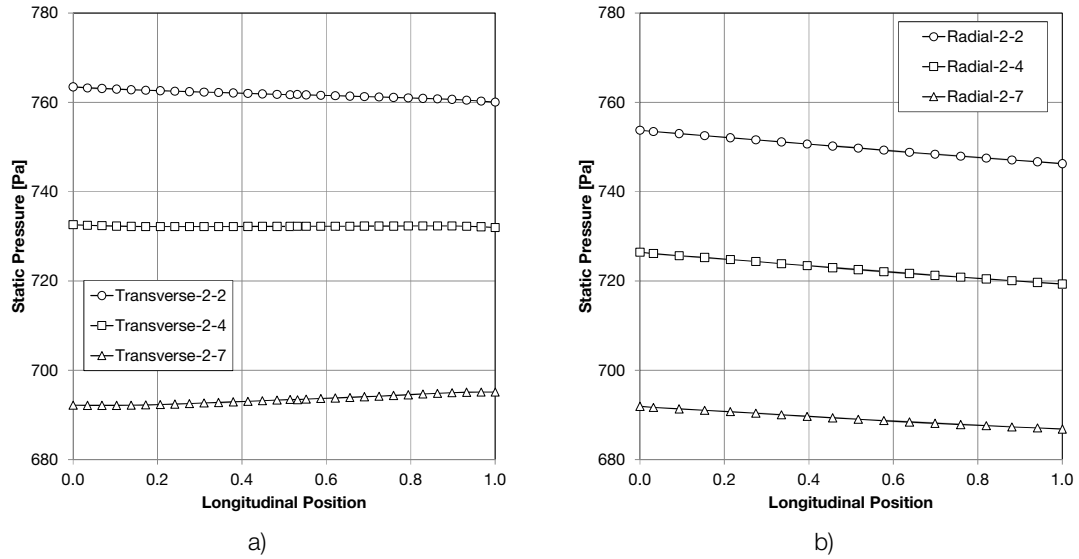 780
760
740
720
700
680
Static Pressure [Pa]
Transverse-2-2
Transverse-2-4
Transverse-2-7
0.0 0.2 0.4 0.6 0.8 1.0
Longitudinal Position
a)
780
760
740
720
700
680
Static Pressure [Pa]
Radial-2-2
Radial-2-4
Radial-2-7
0.0 0.2 0.4 0.6 0.8 1.0
Longitudinal Position
b)